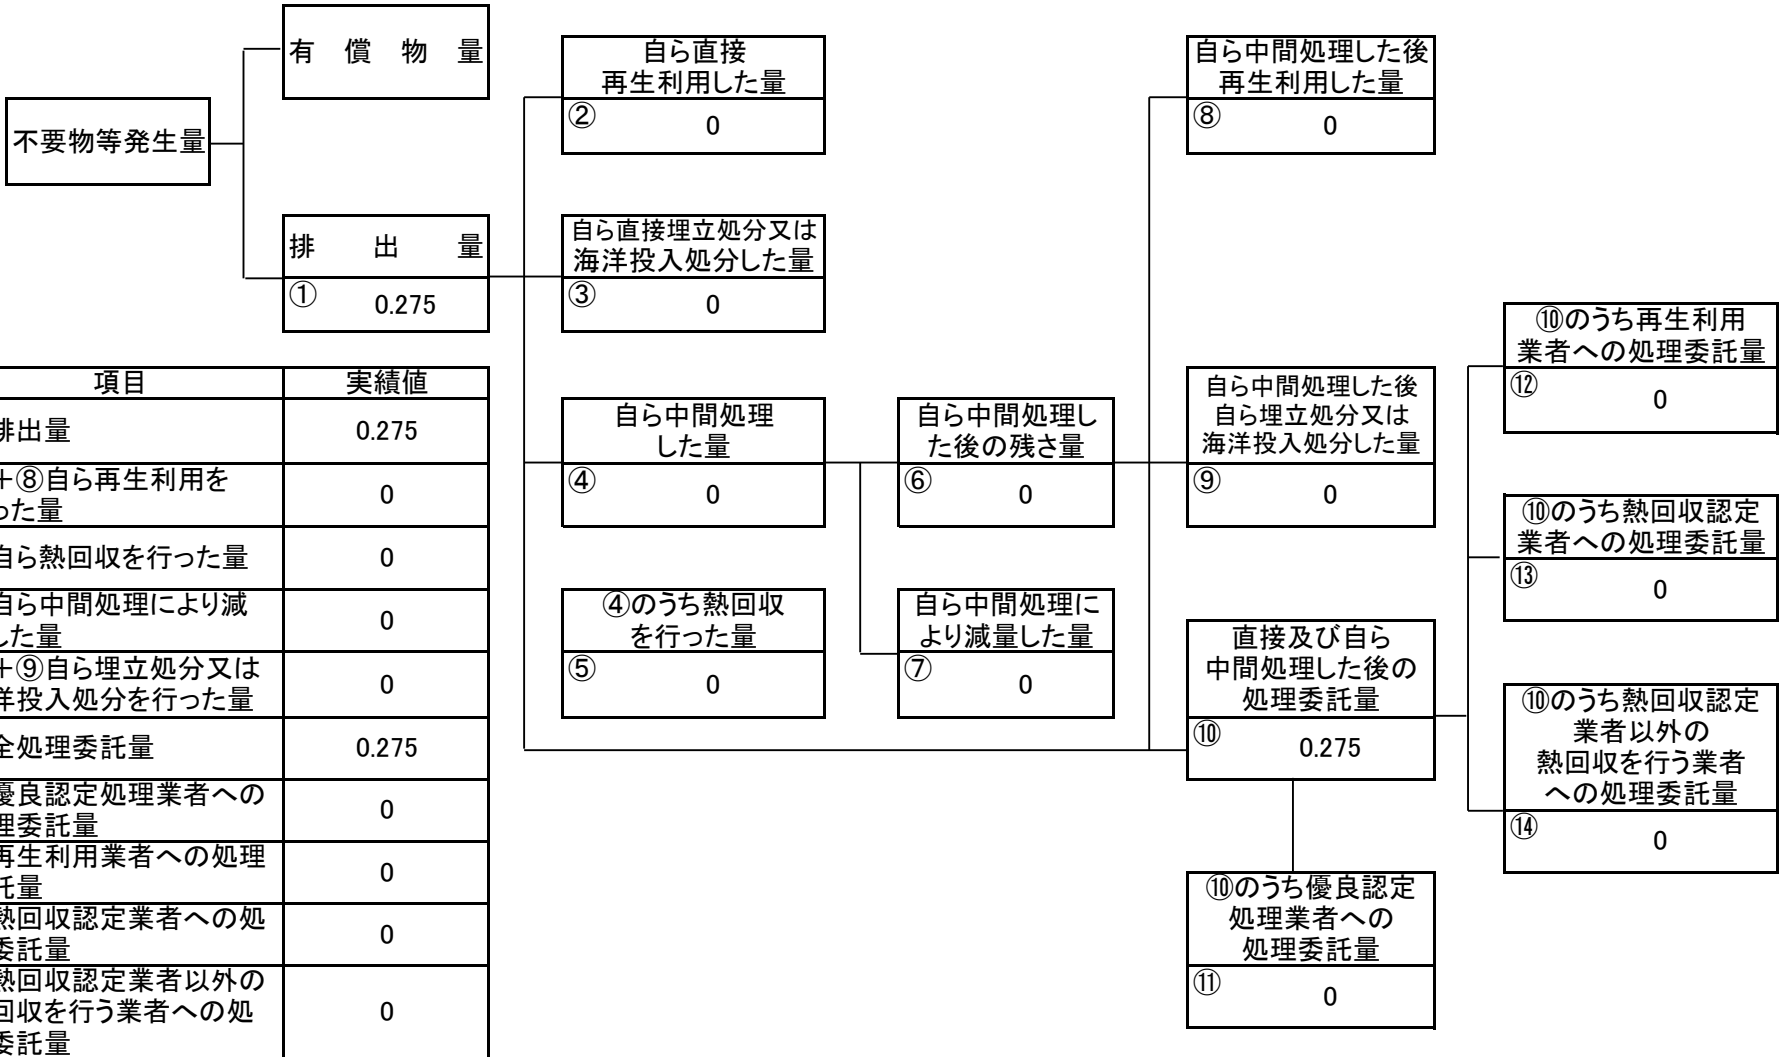 有償物量
不要物等発生量
排出量
① 0.275
自ら直接
再生利用した量
② 0
自ら直接埋立処分又は
海洋投入処分した量
③ 0
自ら中間処理
した量
④ 0
④のうち熱回収
を行った量
⑤ 0
自ら中間処理し
た後の残さ量
⑥ 0
自ら中間処理に
より減量した量
⑦ 0
自ら中間処理した後
再生利用した量
⑧ 0
自ら中間処理した後
自ら埋立処分又は
海洋投入処分した量
⑨ 0
直接及び自ら
中間処理した後の
処理委託量
⑩ 0.275
⑩のうち優良認定
処理業者への
処理委託量
⑪ 0
⑩のうち再生利用
業者への処理委託量
⑫ 0
⑩のうち熱回収認定
業者への処理委託量
⑬ 0
⑩のうち熱回収認定
業者以外の
熱回収を行う業者
への処理委託量
⑭ 0
項目 実績値
排出量 0.275
+⑧自ら再生利用を
った量 0
自ら熱回収を行った量 0
自ら中間処理により減
した量 0
+⑨自ら埋立処分又は
洋投入処分を行った量 0
全処理委託量 0.275
優良認定処理業者への
理委託量 0
再生利用業者への処理
託量 0
熱回収認定業者への処
委託量 0
熱回収認定業者以外の
回収を行う業者への処
委託量 0